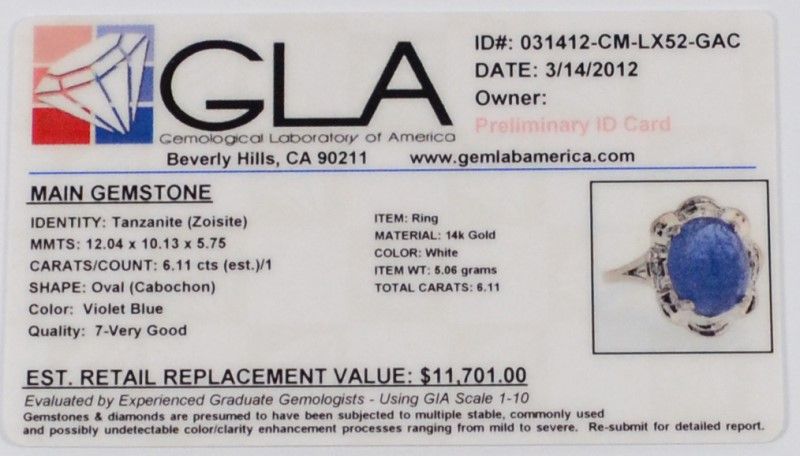 GLA
Gemological Laboratory of America
Beverly Hills, CA 90211 www.gemlabamerica.com
ID#: 031412-CM-LX52-GAC
DATE: 3/14/2012
Owner:
Preliminary ID Card
MAIN GEMSTONE
IDENTITY: Tanzanite (Zoisite)
MMTS: 12.04 x 10.13 x 5.75
CARATS/COUNT: 6.11 cts (est.)/1
SHAPE: Oval (Cabochon)
Color: Violet Blue
Quality: 7-Very Good
ITEM: Ring
MATERIAL: 14k Gold
COLOR: White
ITEM WT: 5.06 grams
TOTAL CARATS: 6.11
EST. RETAIL REPLACEMENT VALUE: $11,701.00
Evaluated by Experienced Graduate Gemologists - Using GIA Scale 1-10
Gemstones & diamonds are presumed to have been subjected to multiple stable, commonly used
and possibly undetectable color/clarity enhancement processes ranging from mild to severe. Re-submit for detailed report.